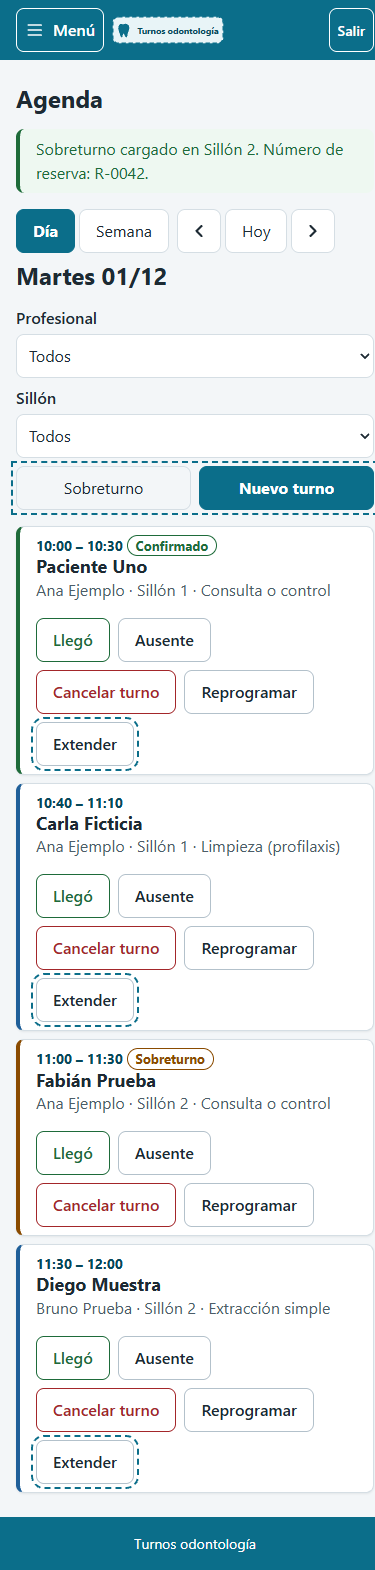 Menú
Turnos odontología
Salir
Agenda
Sobreturno cargado en Sillón 2. Número de
reserva: R-0042.
Día Semana Hoy
Martes 01/12
Profesional
Todos
Sillón
Todos
Sobreturno Nuevo turno
10:00 – 10:30 Confirmado
Paciente Uno
Ana Ejemplo · Sillón 1 · Consulta o control
Llegó Ausente
Cancelar turno Reprogramar
Extender
10:40 – 11:10
Carla Ficticia
Ana Ejemplo · Sillón 1 · Limpieza (profilaxis)
Llegó Ausente
Cancelar turno Reprogramar
Extender
11:00 – 11:30 Sobreturno
Fabián Prueba
Ana Ejemplo · Sillón 2 · Consulta o control
Llegó Ausente
Cancelar turno Reprogramar
11:30 – 12:00
Diego Muestra
Bruno Prueba · Sillón 2 · Extracción simple
Llegó Ausente
Cancelar turno Reprogramar
Extender
Turnos odontología